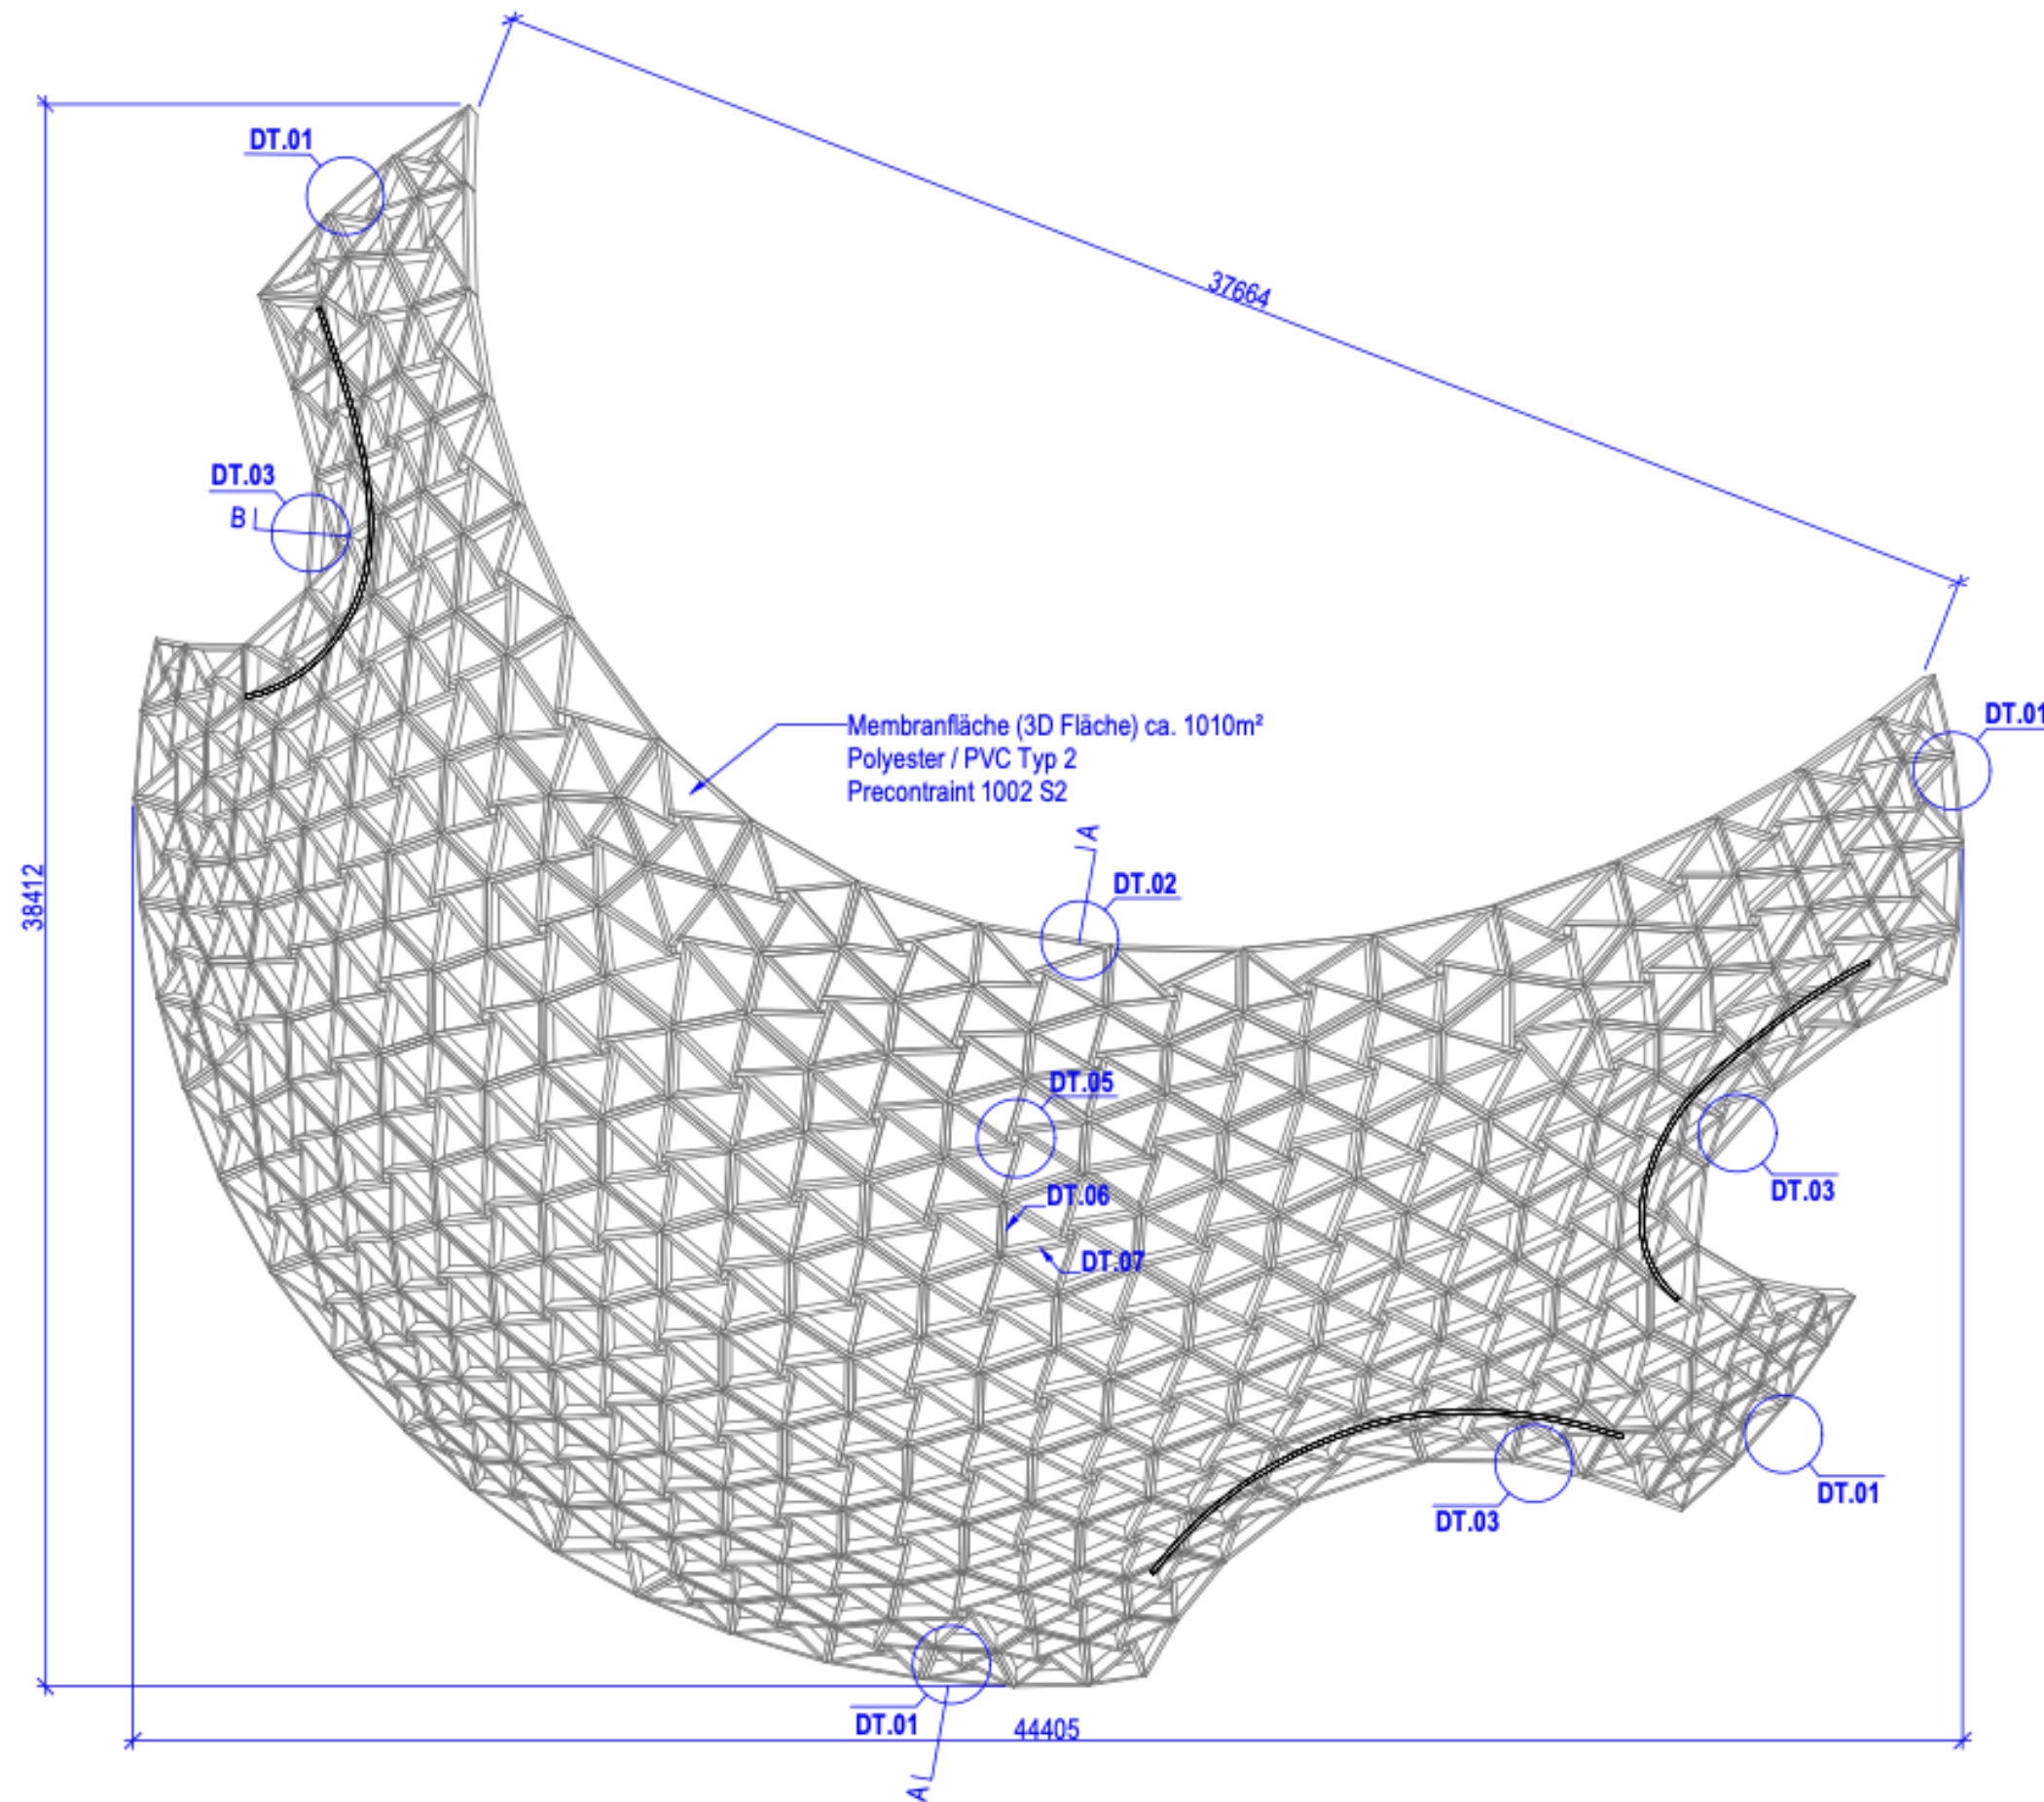 DT.01
37664
DT.03
B
Membranfläche (3D Fläche) ca. 1010m²
Polyester / PVC Typ 2
Precontraint 1002 S2
DT.01
A
DT.02
38412
DT.05
DT.06
DT.03
DT.07
DT.01
DT.03
DT.01
44405
A